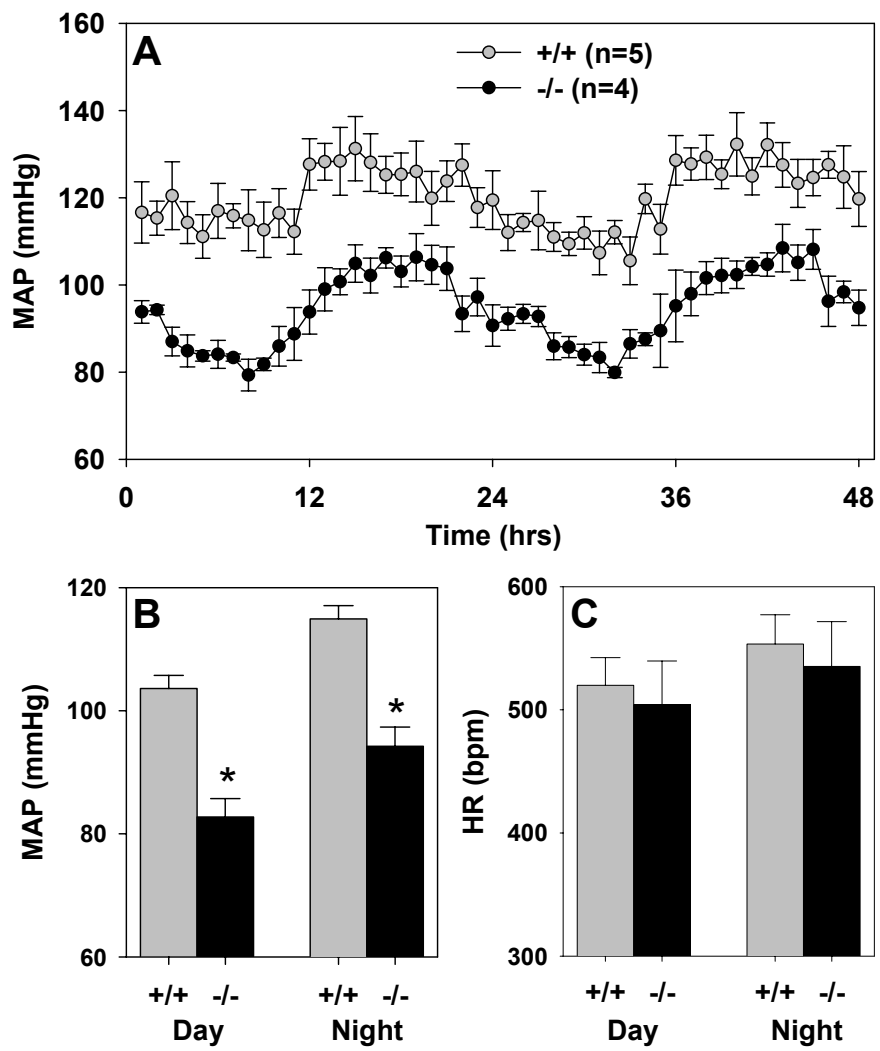 A
+/+ (n=5)
-/- (n=4)
160
140
120
100
80
60
MAP (mmHg)
0 12 24 36 48
Time (hrs)
B
120
100
80
60
MAP (mmHg)
*
*
+/+ -/- +/+ -/-
Day Night
C
600
500
400
300
HR (bpm)
+/+ -/- +/+ -/-
Day Night